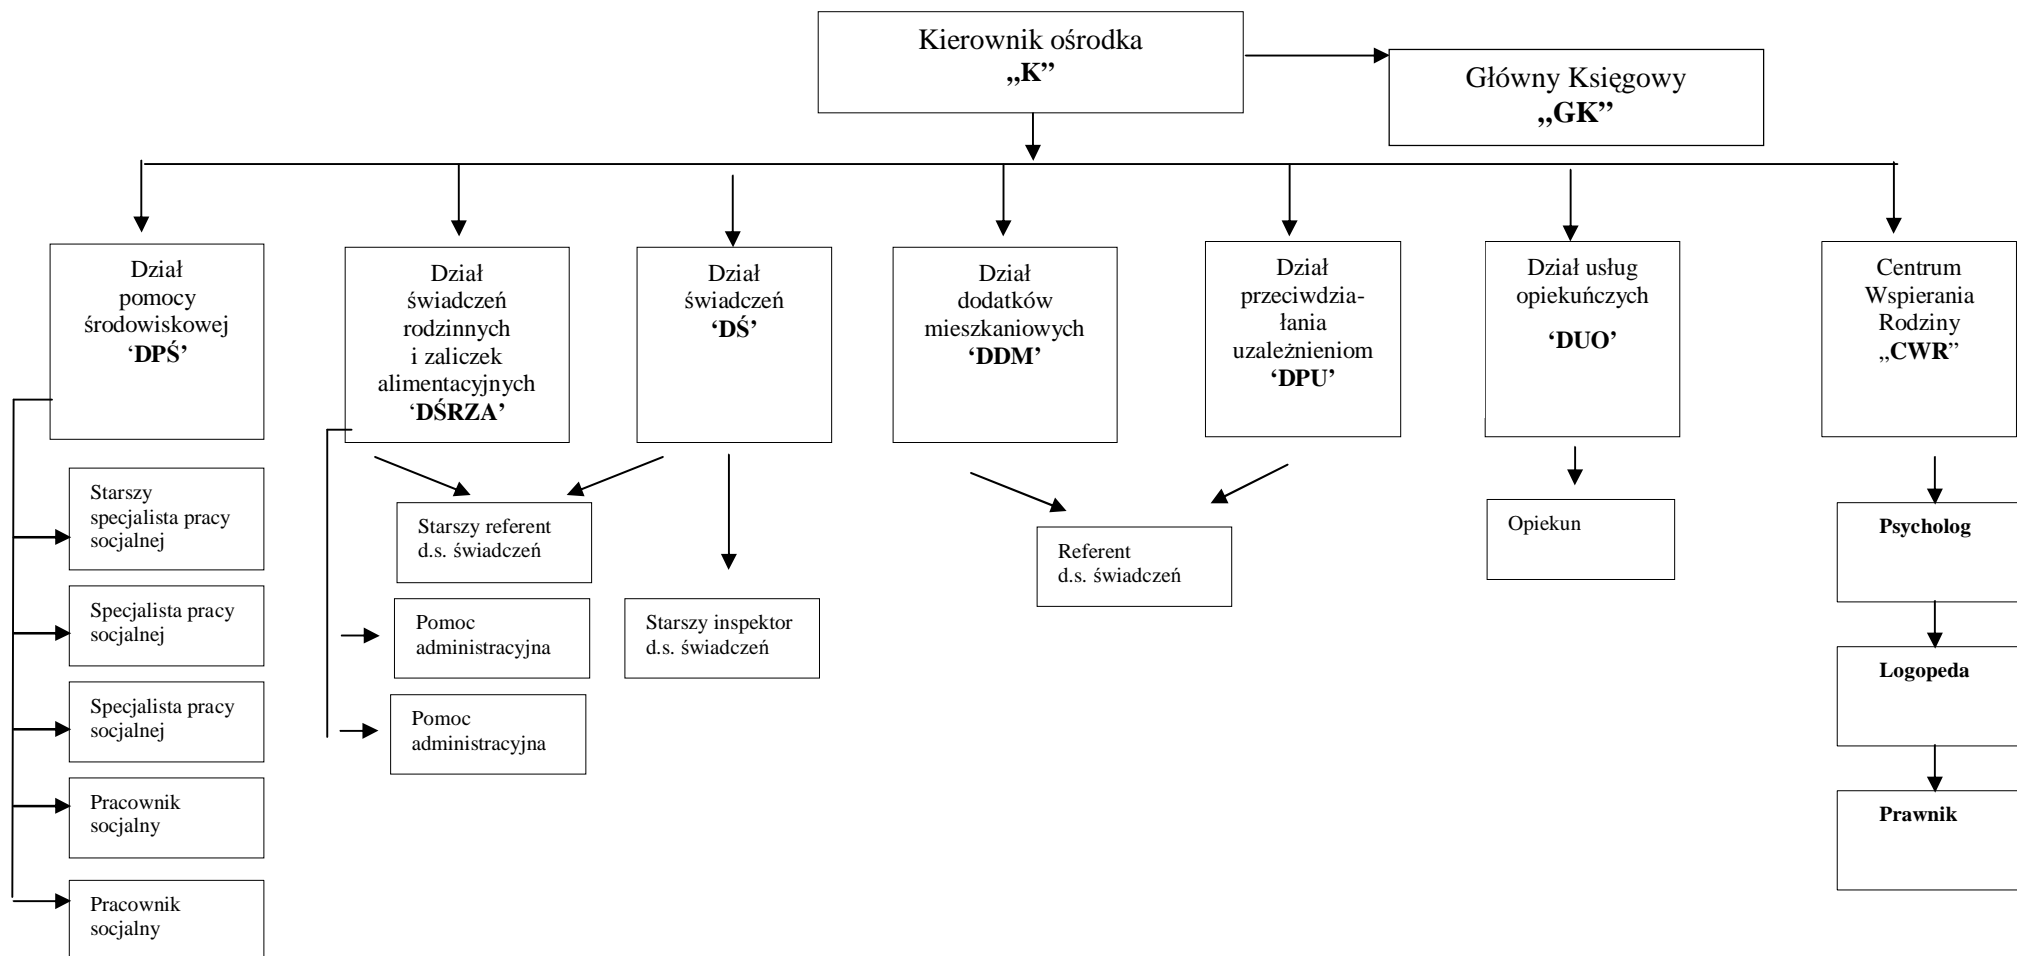 Kierownik ośrodka
„K”
Główny Księgowy
„GK”
Dział
pomocy
środowiskowej
‘DPŚ’
Dział
świadczeń
rodzinnych
i zaliczek
alimentacyjnych
‘DŚRZA’
Dział
świadczeń
‘DŚ’
Dział
dodatków
mieszkaniowych
‘DDM’
Dział
przeciwdzia-
łania
uzależnieniom
‘DPU’
Dział usług
opiekuńczych
‘DUO’
Centrum
Wspierania
Rodziny
„CWR”
Starszy
specjalista pracy
socjalnej
Specjalista pracy
socjalnej
Specjalista pracy
socjalnej
Pracownik
socjalny
Pracownik
socjalny
Starszy referent
d.s. świadczeń
Pomoc
administracyjna
Pomoc
administracyjna
Starszy inspektor
d.s. świadczeń
Referent
d.s. świadczeń
Opiekun
Psycholog
Logopeda
Prawnik